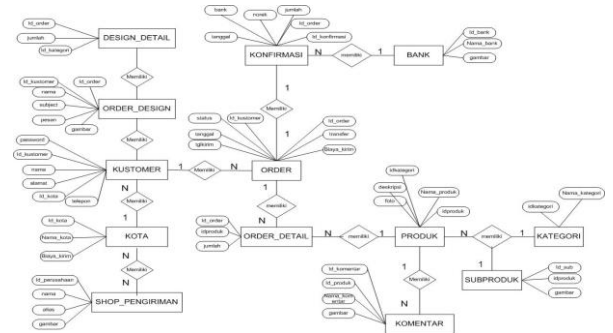 Id_order
jumlah
Id_kategori
DESIGN_DETAIL
Memiliki
Id_kustomer
Id_order
nama
subject
pesan
gambar
ORDER_DESIGN
Memiliki
password
Id_kustomer
nama
alamat
Id_kota
telepon
KUSTOMER
1
Memiliki
N
N
Memiliki
1
Id_kota
Nama_kota
Biaya_kirim
KOTA
N
Memiliki
N
Id_perusahaan
nama
gambar
SHOP_PENGIRIMAN
bank
norek
jumlah
Id_order
tanggal
Id_konfirmasi
KONFIRMASI
N
memiliki
1
BANK
Id_bank
Nama_bank
gambar
1
Memiliki
1
status
Id_kustomer
Id_order
tanggal
transfer
tglkirim
Biaya_kirim
ORDER
N
memiliki
N
Id_order
idproduk
jumlah
ORDER_DETAIL
N
memiliki
1
idkategori
deskripsi
Nama_produk
foto
idproduk
PRODUK
N
memiliki
1
Nama_kategori
idkategori
KATEGORI
1
N
SUBPRODUK
Id_sub
idproduk
gambar
1
Memiliki
N
Id_komentar
Id_produk
gambar
KOMENTAR